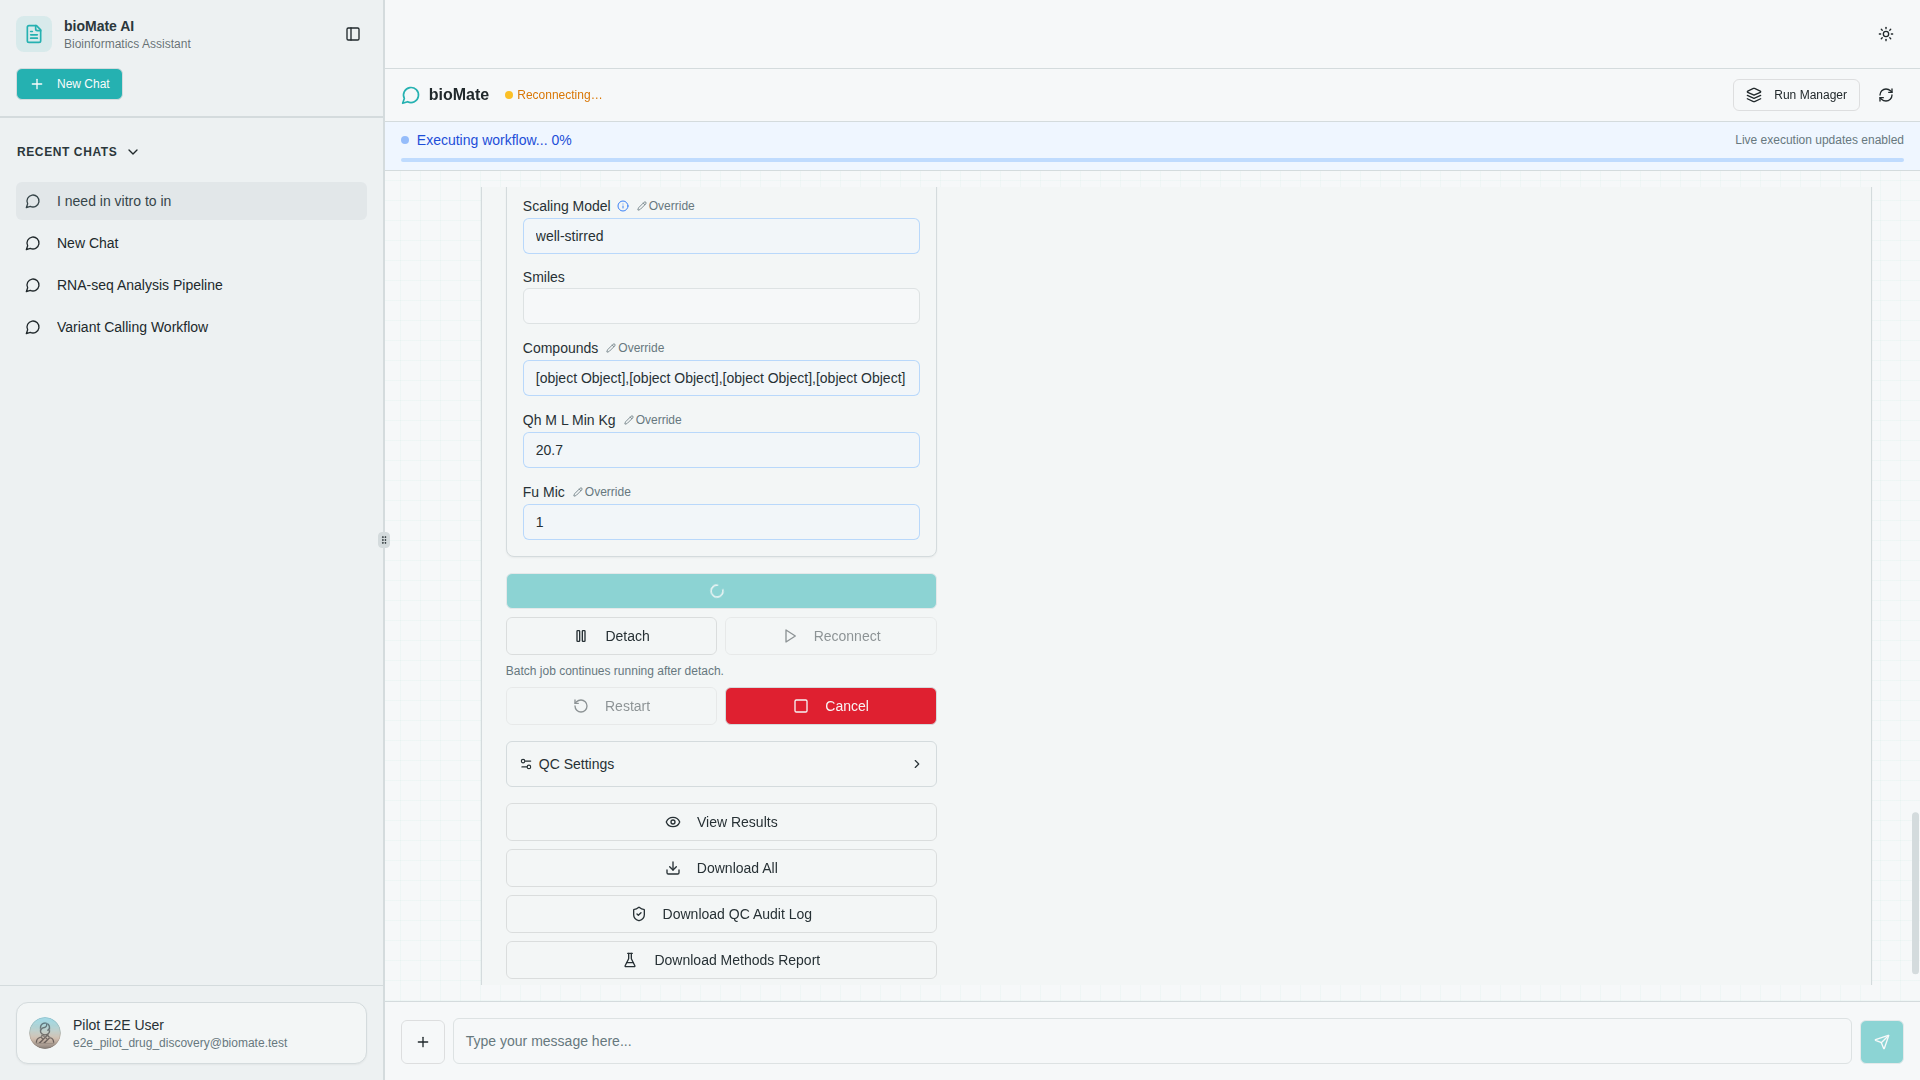 bioMate AI
Bioinformatics Assistant
New Chat
RECENT CHATS
I need in vitro to in
New Chat
RNA-seq Analysis Pipeline
Variant Calling Workflow
Pilot E2E User
e2e_pilot_drug_discovery@biomate.test
bioMate
Reconnecting...
Run Manager
Executing workflow... 0%
Live execution updates enabled
Scaling Model Override
well-stirred
Smiles
Compounds Override
[object Object],[object Object],[object Object],[object Object]
Qh M L Min Kg Override
20.7
Fu Mic Override
1
Detach
Reconnect
Batch job continues running after detach.
Restart
Cancel
QC Settings
View Results
Download All
Download QC Audit Log
Download Methods Report
Type your message here...